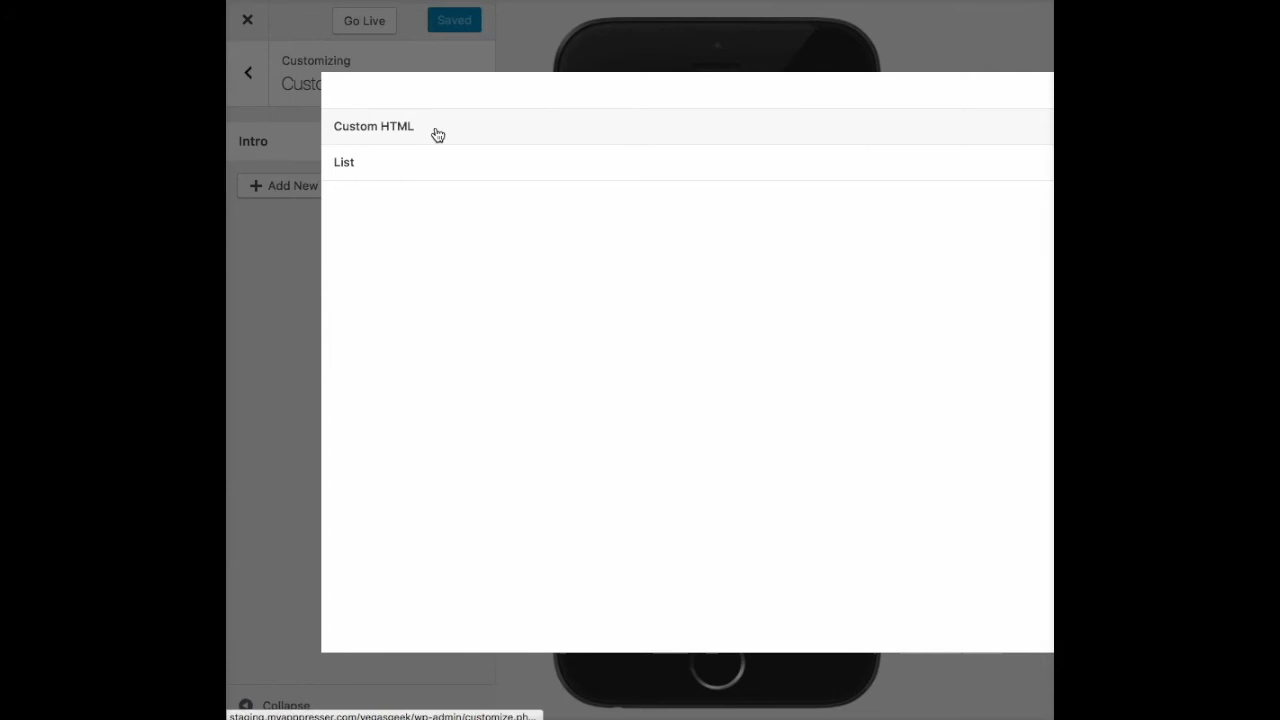 Go Live
Saved
Customizing
Custo
Custom HTML
Intro
List
Add New
Collapse
staging.myapppresser.com/vegasgeek/wp-admin/customize.ph...